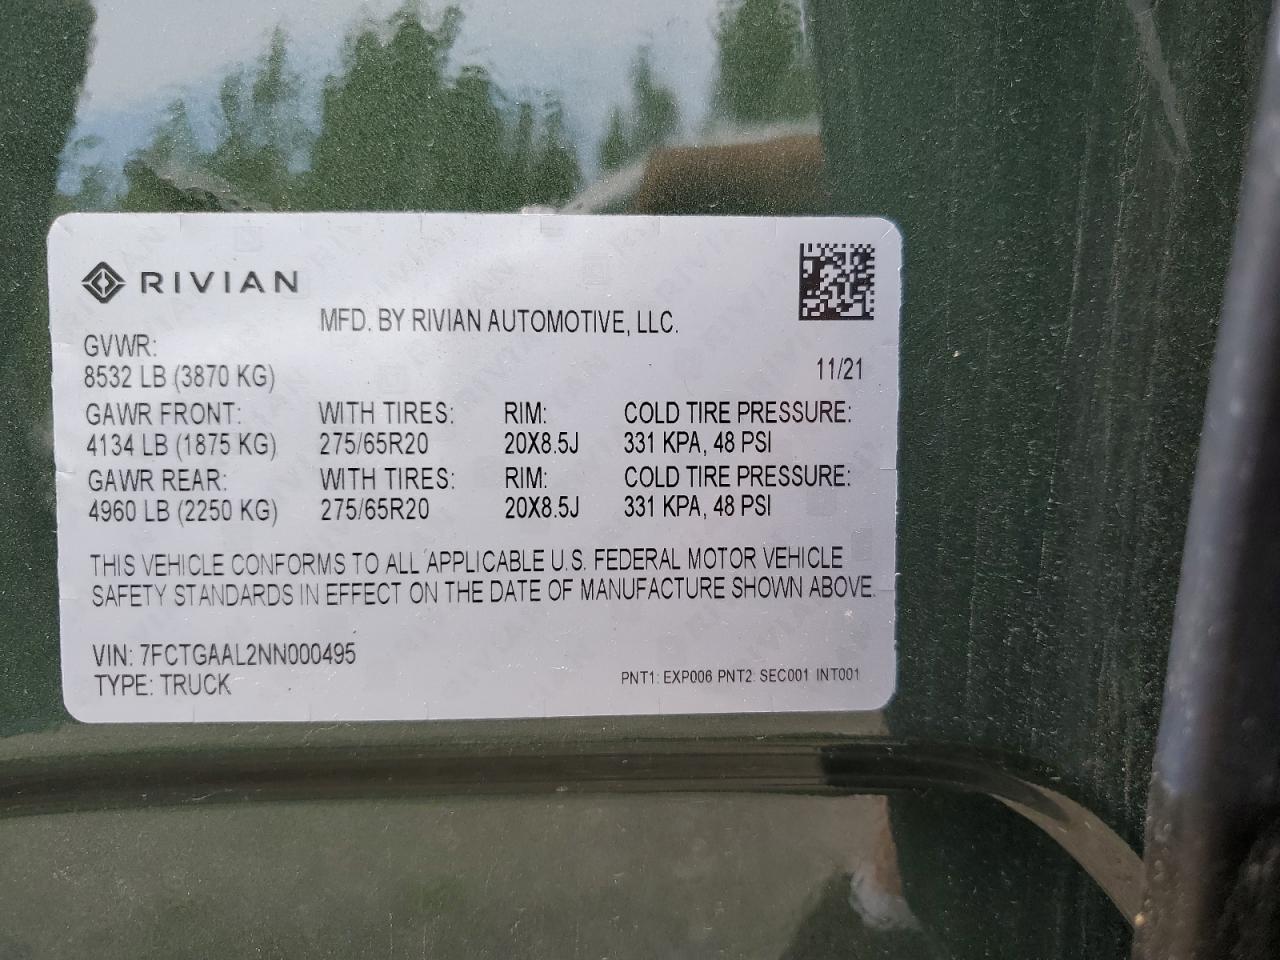 RIVIAN
MFD. BY RIVIAN AUTOMOTIVE, LLC.
GVWR:
8532 LB (3870 KG) 11/21
GAWR FRONT: WITH TIRES: RIM: COLD TIRE PRESSURE:
4134 LB (1875 KG) 275/65R20 20X8.5J 331 KPA, 48 PSI
GAWR REAR: WITH TIRES: RIM: COLD TIRE PRESSURE:
4960 LB (2250 KG) 275/65R20 20X8.5J 331 KPA, 48 PSI
THIS VEHICLE CONFORMS TO ALL APPLICABLE U.S. FEDERAL MOTOR VEHICLE
SAFETY STANDARDS IN EFFECT ON THE DATE OF MANUFACTURE SHOWN ABOVE.
VIN: 7FCTGAAL2NN000495
TYPE: TRUCK PNT1: EXP006 PNT2: SEC001 INT001